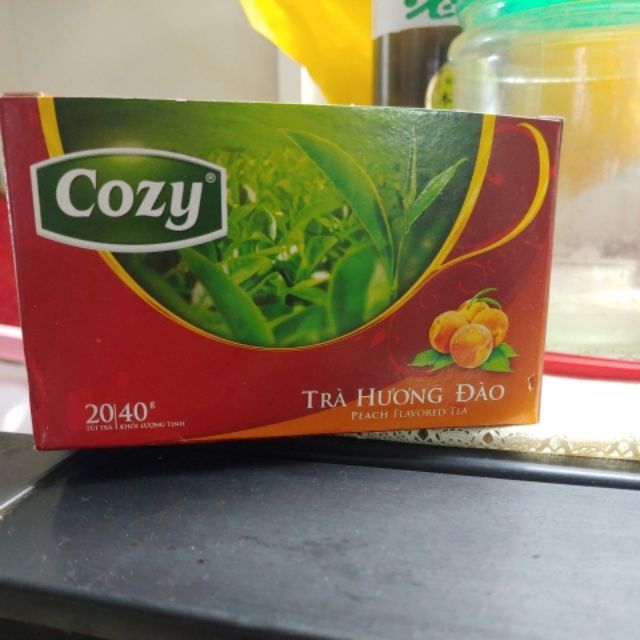 Cozy®
TRÀ HƯƠNG ĐÀO
PEACH FLAVORED TEA
20 40g
TÚI TRÀ KHỐI LƯỢNG TỊNH